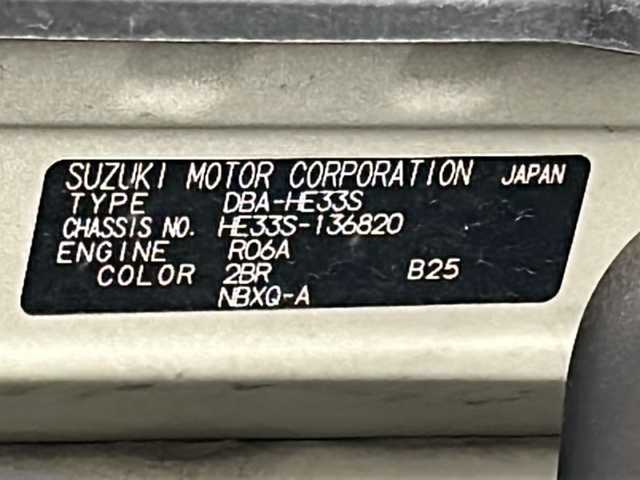 SUZUKI MOTOR CORPORATION JAPAN
TYPE DBA-HE33S
CHASSIS NO. HE33S-136820
ENGINE R06A
COLOR 2BR B25
NBXQ-A